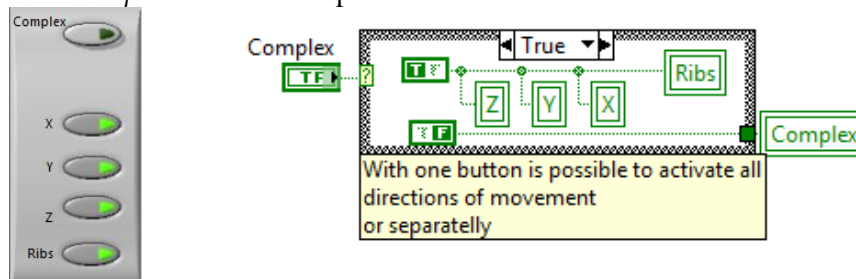 Complex
X
Y
Z
Ribs
Complex
TF
?
True
T
Ribs
Z
Y
X
F
Complex
With one button is possible to activate all
directions of movement
or separatelly